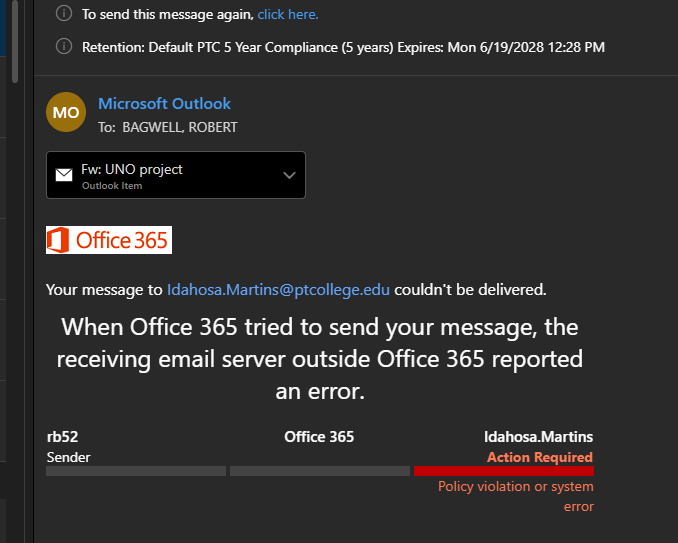 To send this message again, click here.
Retention: Default PTC 5 Year Compliance (5 years) Expires: Mon 6/19/2028 12:28 PM
MO
Microsoft Outlook
To: BAGWELL, ROBERT
Fw: UNO project
Outlook Item
Office 365
Your message to Idahosa.Martins@ptcollege.edu couldn't be delivered.
When Office 365 tried to send your message, the
receiving email server outside Office 365 reported
an error.
rb52 Office 365 Idahosa.Martins
Sender Action Required
Policy violation or system
error